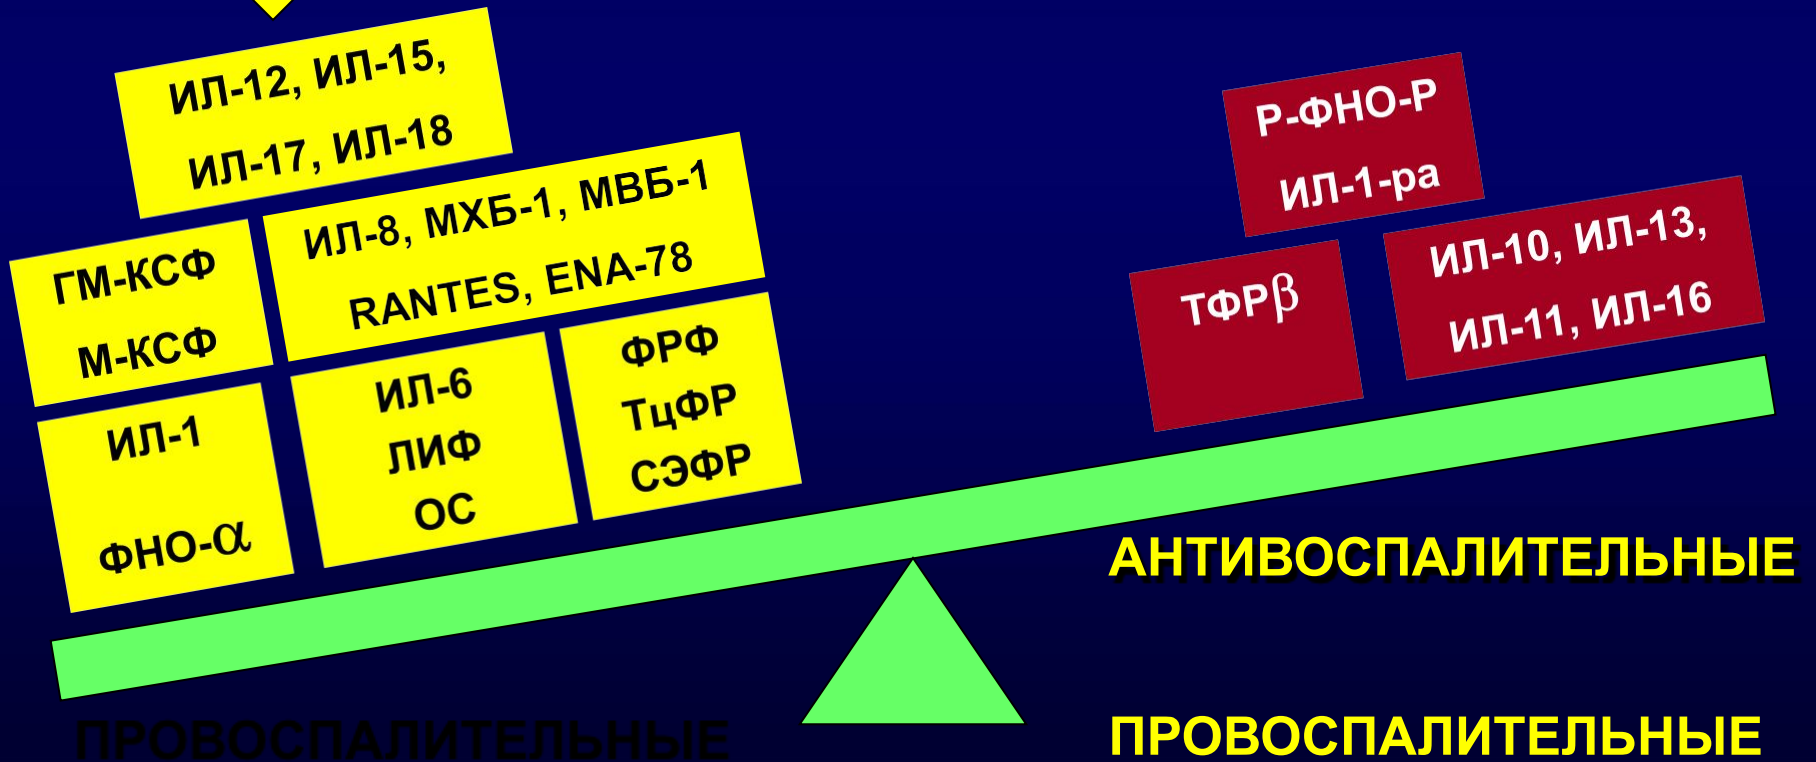 ИЛ-12, ИЛ-15,
ИЛ-17, ИЛ-18
ГМ-КСФ
М-КСФ
ИЛ-8, МХБ-1, МВБ-1
RANTES, ENA-78
ИЛ-1
ФНО-α
ИЛ-6
ЛИФ
ОС
ФРФ
ТцФР
СЭФР
Р-ФНО-Р
ИЛ-1-ра
ТФРβ
ИЛ-10, ИЛ-13,
ИЛ-11, ИЛ-16
АНТИВОСПАЛИТЕЛЬНЫЕ
ПРОВОСПАЛИТЕЛЬНЫЕ
ПРОВОСПАЛИТЕЛЬНЫЕ